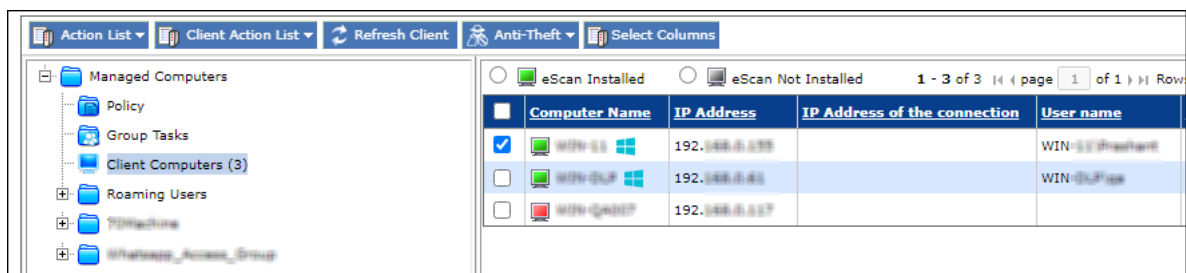 Action List Client Action List Refresh Client Anti-Theft Select Columns
Managed Computers
Policy
Group Tasks
Client Computers (3)
Roaming Users
eScan Installed eScan Not Installed 1 - 3 of 3 page 1 of 1 Row
Computer Name IP Address IP Address of the connection User name
192. WIN-
192. WIN-
192.